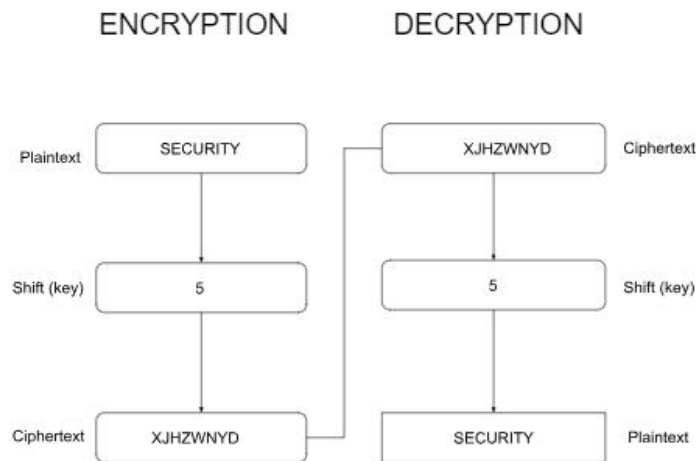 ENCRYPTION
DECRYPTION
Plaintext
SECURITY
XJHZWNYD
Ciphertext
Shift (key)
5
5
Shift (key)
Ciphertext
XJHZWNYD
SECURITY
Plaintext